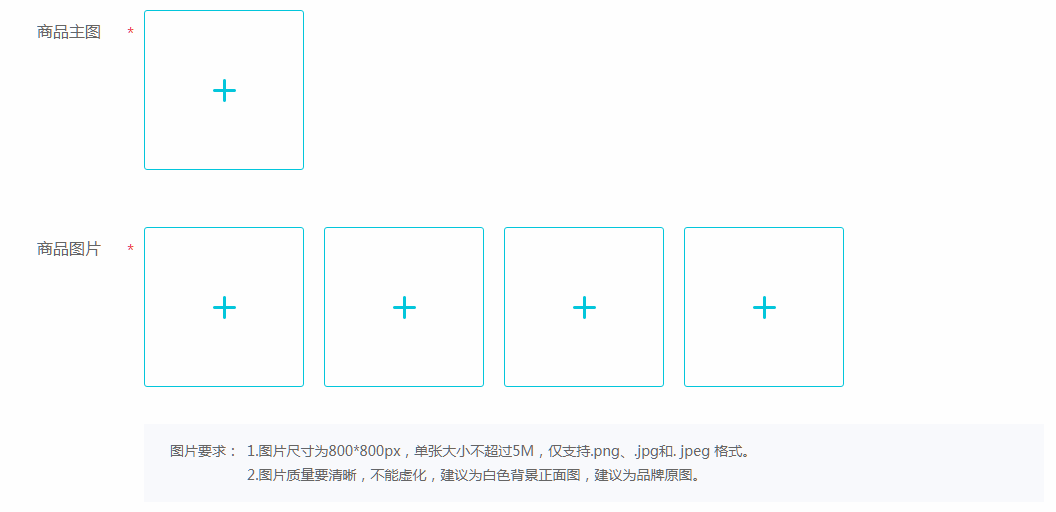 商品主图 *
商品图片 *
图片要求： 1.图片尺寸为800*800px，单张大小不超过5M，仅支持.png、.jpg和. jpeg 格式。
2.图片质量要清晰，不能虚化，建议为白色背景正面图，建议为品牌原图。